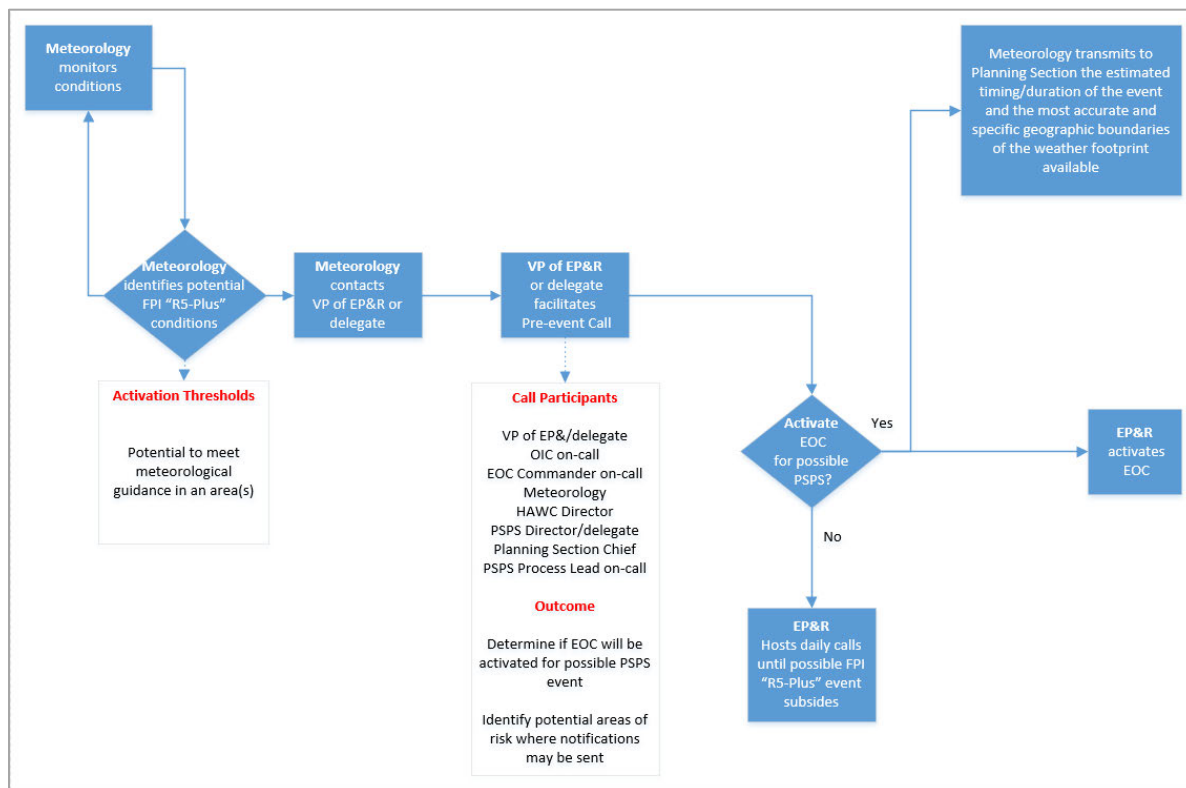 Meteorology
monitors
conditions
Meteorology transmits to
Planning Section the estimated
timing/duration of the event
and the most accurate and
specific geographic boundaries
of the weather footprint
available
Meteorology
identifies potential
FPI “R5-Plus”
conditions
Meteorology
contacts
VP of EP&R or
delegate
VP of EP&R
or delegate
facilitates
Pre-event Call
Activation Thresholds
Potential to meet
meteorological
guidance in an area(s)
Call Participants
VP of EP&/delegate
OIC on-call
EOC Commander on-call
Meteorology
HAWC Director
PSPS Director/delegate
Planning Section Chief
PSPS Process Lead on-call
Outcome
Determine if EOC will be
activated for possible PSPS
event
Identify potential areas of
risk where notifications
may be sent
Activate
EOC
for possible
PSPS?
Yes
No
EP&R
activates
EOC
EP&R
Hosts daily calls
until possible FPI
“R5-Plus” event
subsides